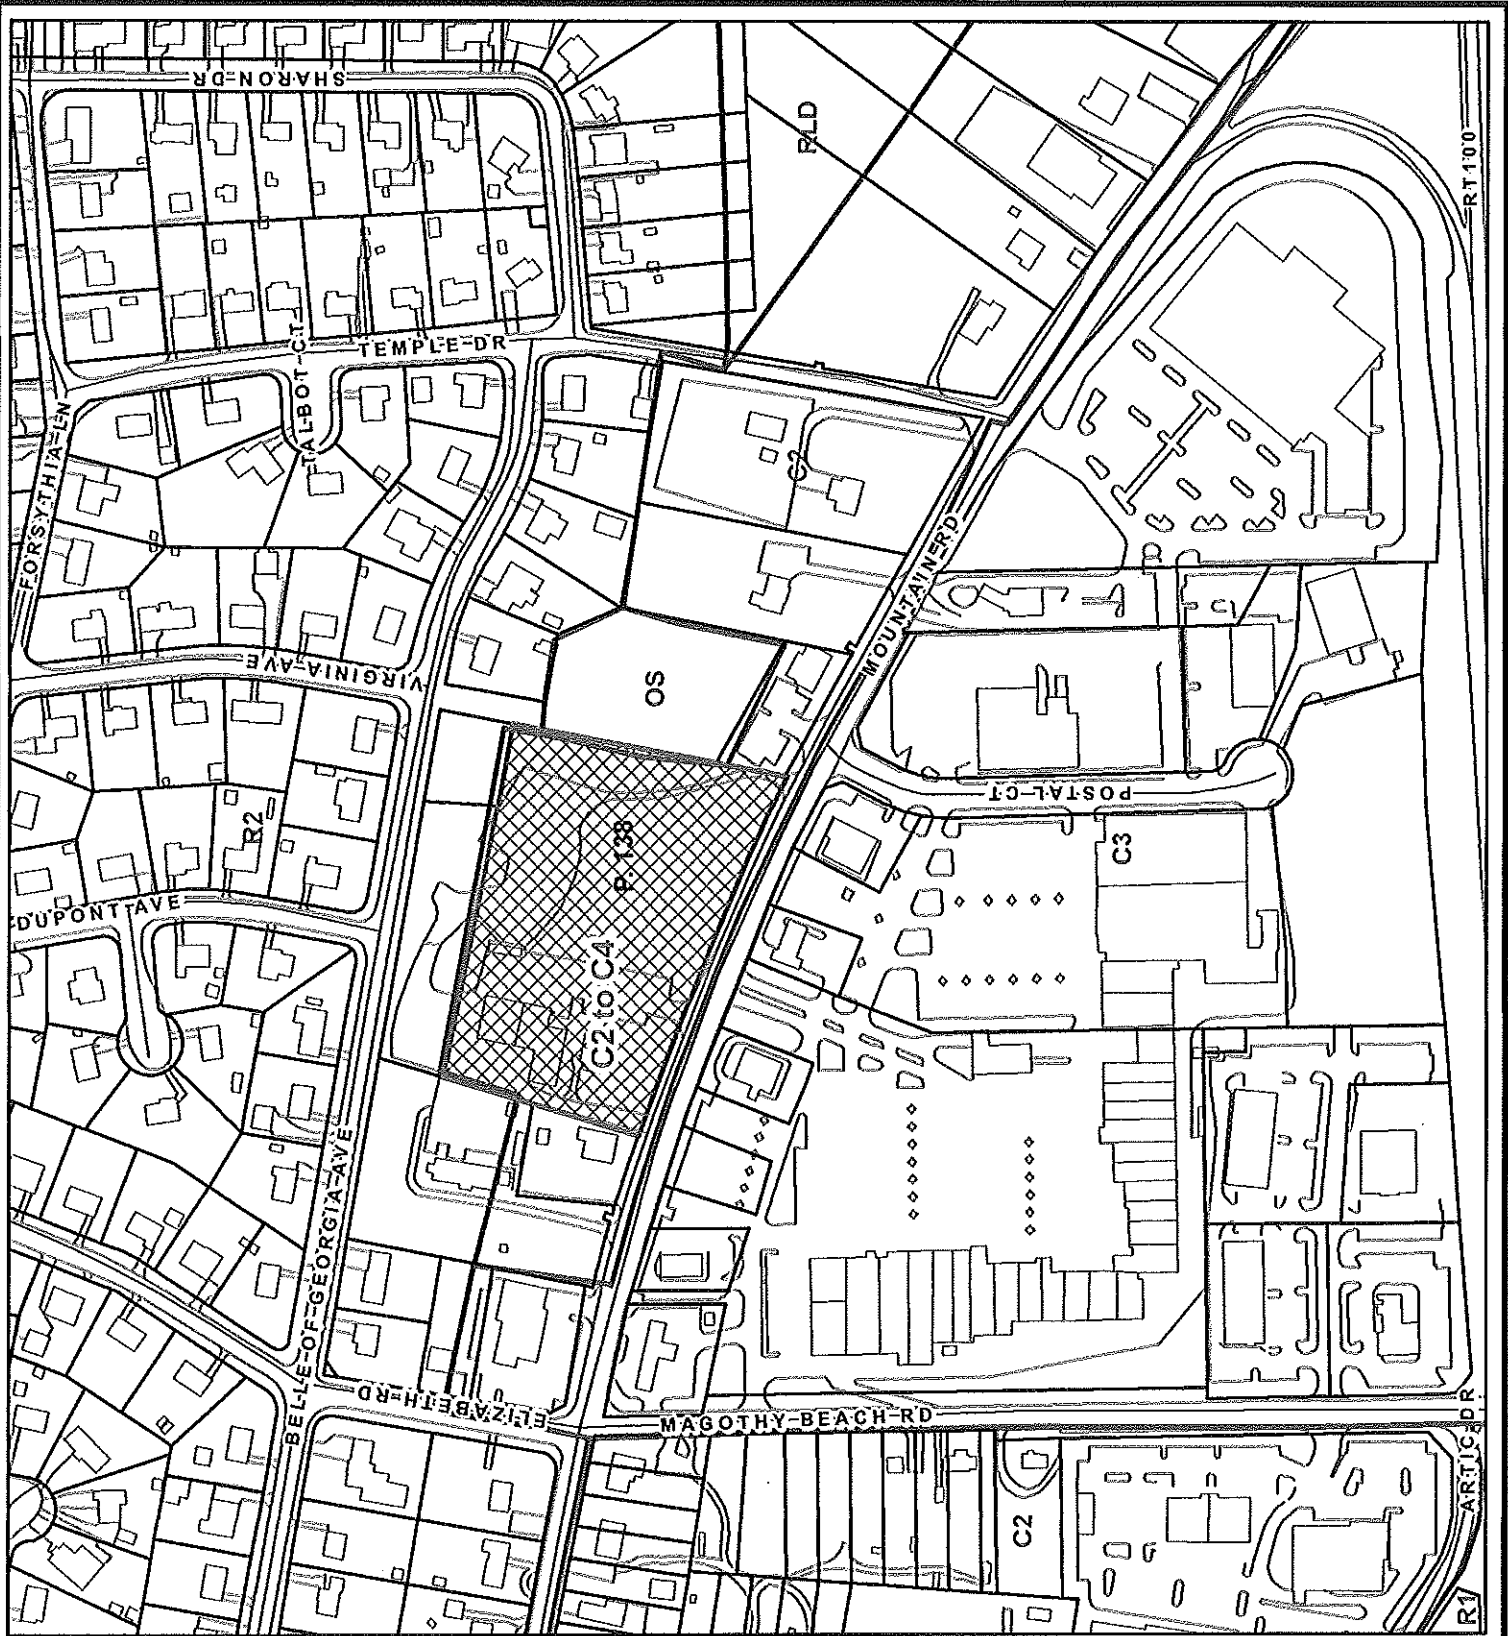 SHARON DR
RLD
RT 100
TALBOT CT
TEMPLE DR
FORSYTHIA LN
C2
MOUNTAIN RD
VIRGINIA AVE
OS
POSTAL CT
R2
P. 138
C3
DUPONT AVE
C2 to C4
BELLE OF GEORGIA AVE
ELIZABETH RD
MAGOTHY BEACH RD
ARTIC DR
C2
R1